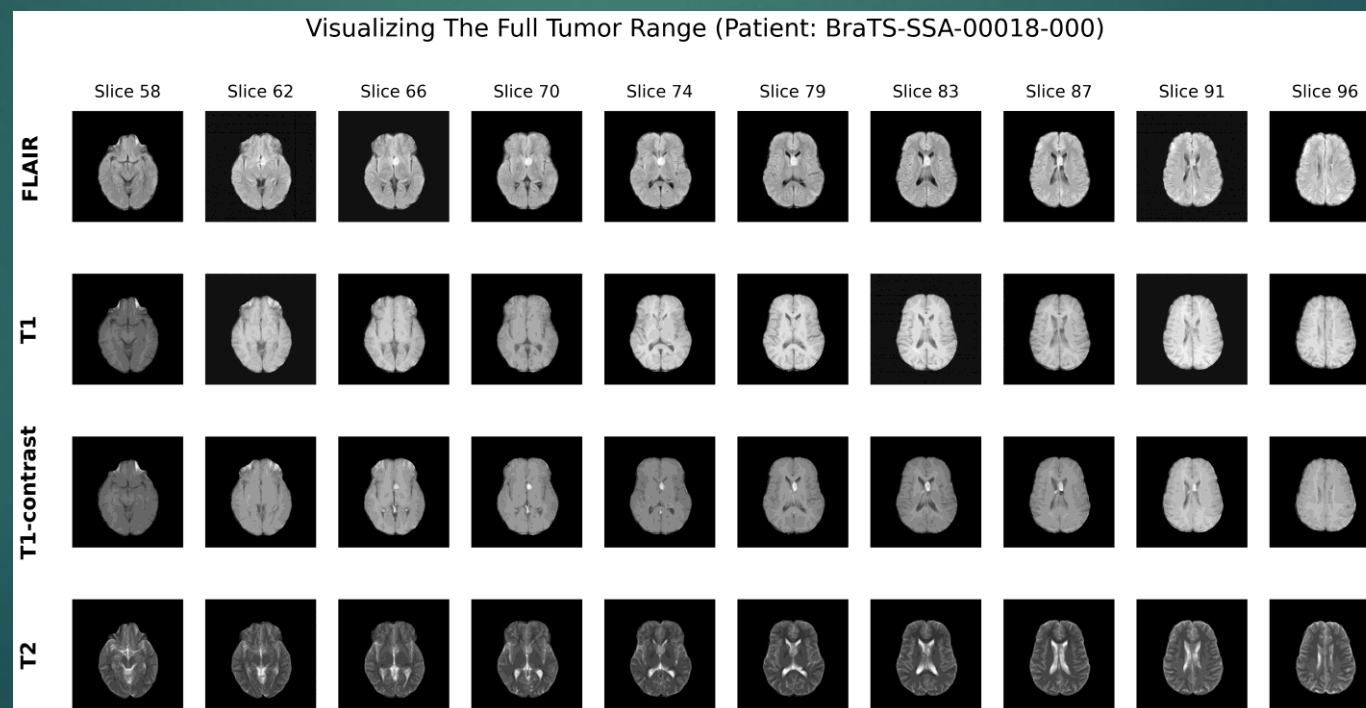 Visualizing The Full Tumor Range (Patient: BraTS-SSA-00018-000)
Slice 58 Slice 62 Slice 66 Slice 70 Slice 74 Slice 79 Slice 83 Slice 87 Slice 91 Slice 96
FLAIR
T1
T1-contrast
T2